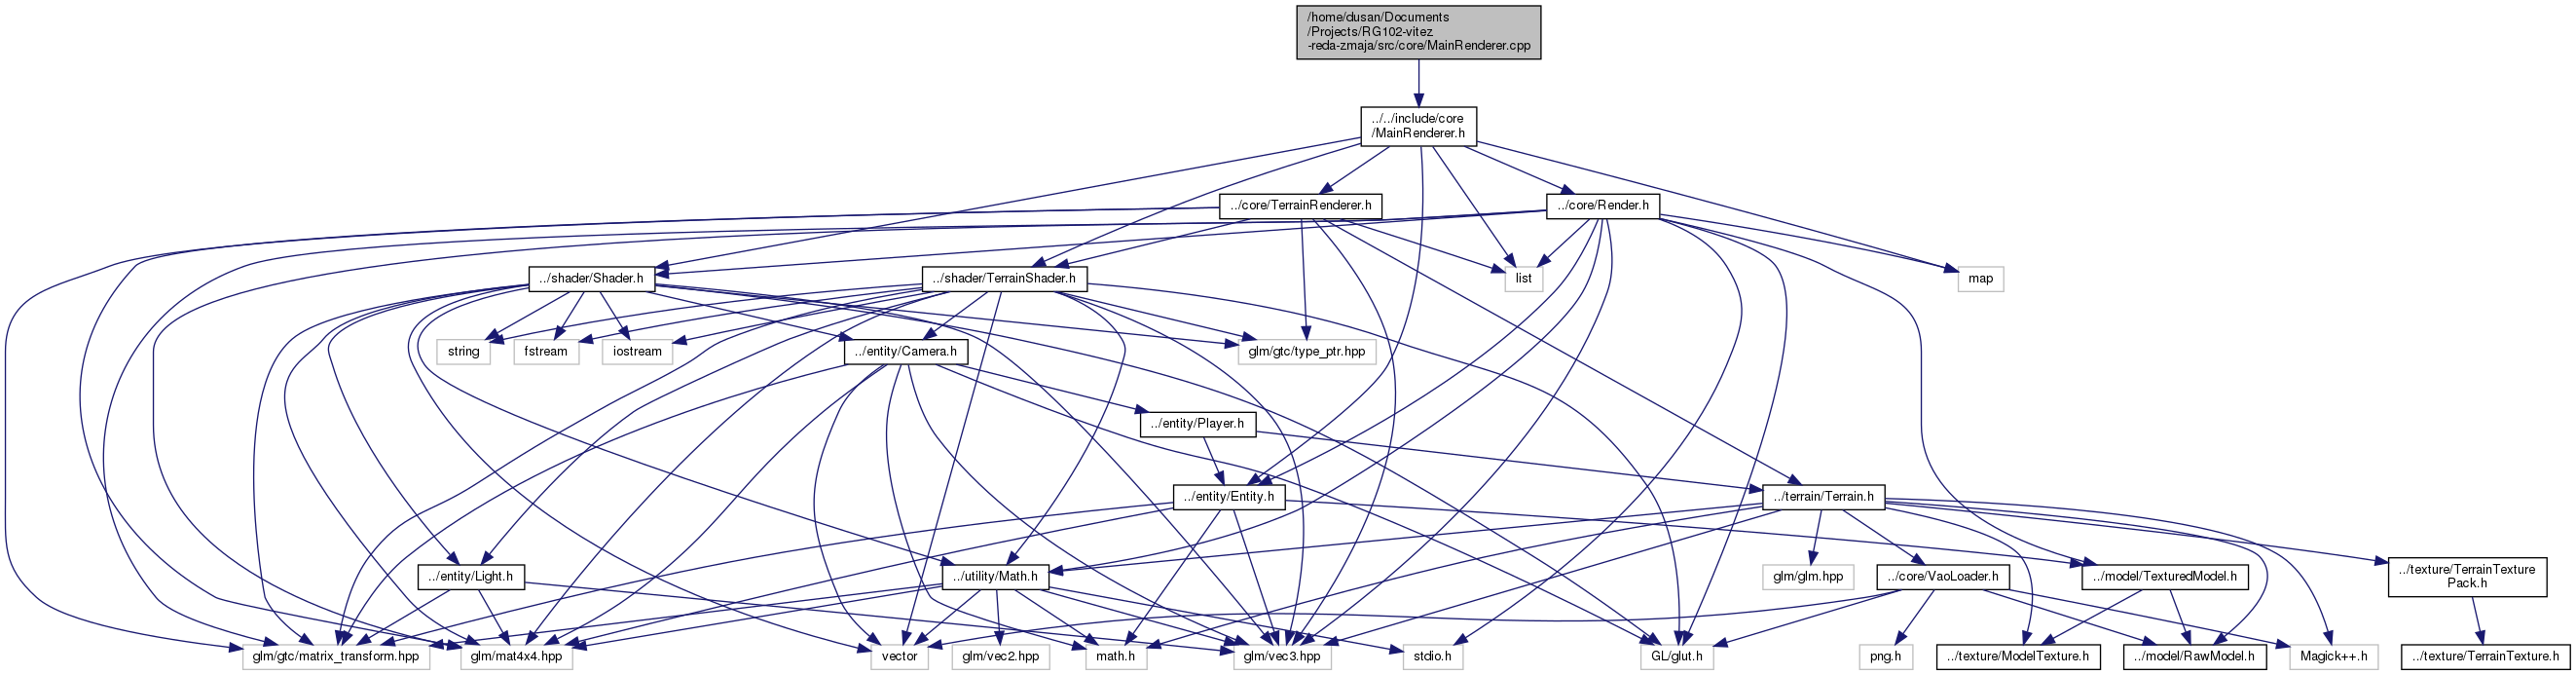 /home/dusan/Documents
/Projects/RG102-vitez
-reda-zmaja/src/core/MainRenderer.cpp
../../include/core
/MainRenderer.h
../core/TerrainRenderer.h
../core/Render.h
../shader/Shader.h
../shader/TerrainShader.h
list
map
string
fstream
iostream
../entity/Camera.h
glm/gtc/type_ptr.hpp
../entity/Player.h
../entity/Entity.h
../terrain/Terrain.h
../entity/Light.h
../utility/Math.h
glm/glm.hpp
../core/VaoLoader.h
../model/TexturedModel.h
../texture/TerrainTexture
Pack.h
glm/gtc/matrix_transform.hpp
glm/mat4x4.hpp
vector
glm/vec2.hpp
math.h
glm/vec3.hpp
stdio.h
GL/glut.h
png.h
../texture/ModelTexture.h
../model/RawModel.h
Magick++.h
../texture/TerrainTexture.h